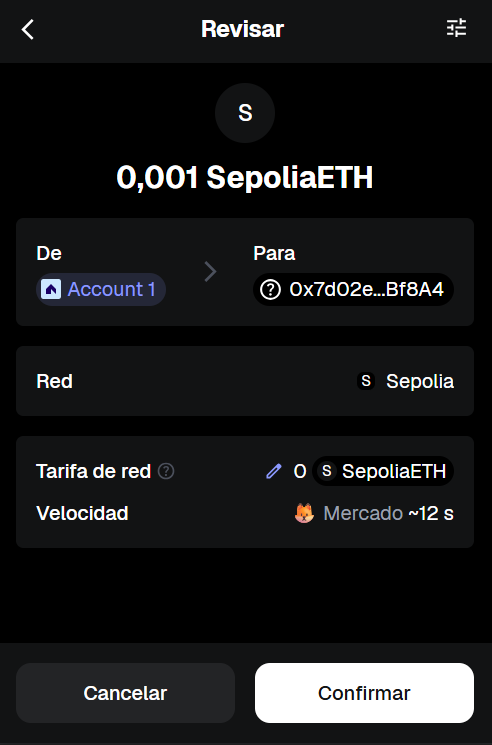 Revisar
S
0,001 SepoliaETH
De
Para
Account 1
0x7d02e...Bf8A4
Red
S Sepolia
Tarifa de red ? 0 S SepoliaETH
Velocidad Mercado ~12 s
Cancelar
Confirmar